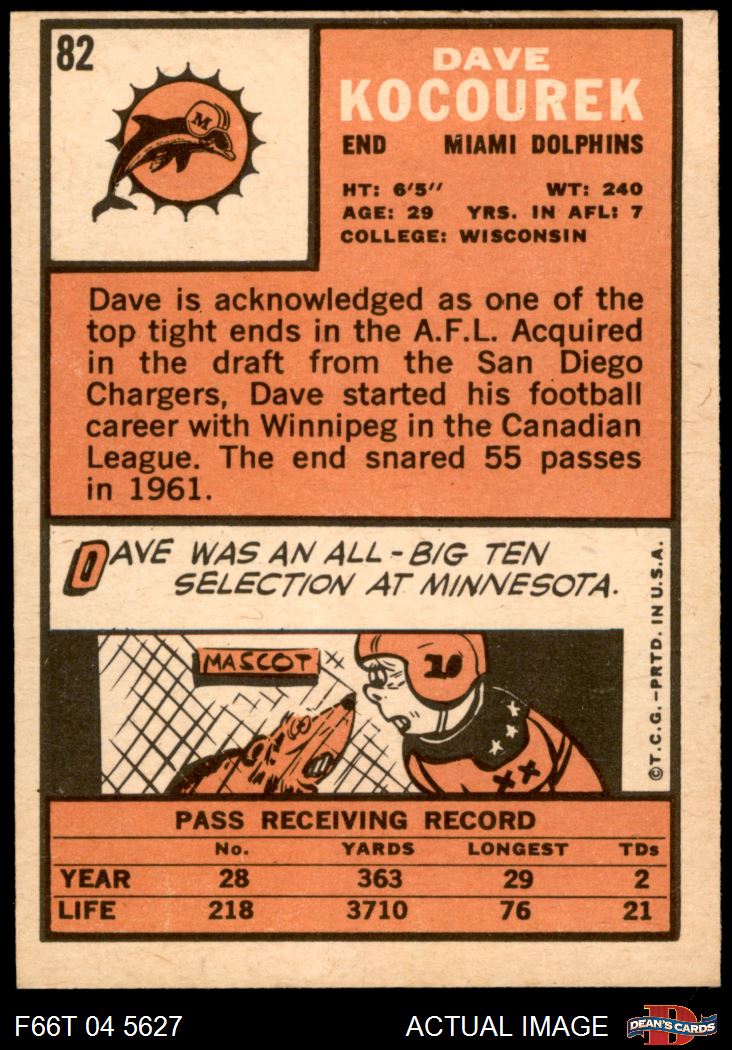 82
M
DAVE
KOCOUREK
END MIAMI DOLPHINS
HT: 6'5'' WT: 240
AGE: 29 YRS. IN AFL: 7
COLLEGE: WISCONSIN
Dave is acknowledged as one of the
top tight ends in the A.F.L. Acquired
in the draft from the San Diego
Chargers, Dave started his football
career with Winnipeg in the Canadian
League. The end snared 55 passes
in 1961.
DAVE WAS AN ALL-BIG TEN
SELECTION AT MINNESOTA.
©T.C.G.-PRTD. IN U.S.A.
MASCOT
10
PASS RECEIVING RECORD
No. YARDS LONGEST TDs
YEAR 28 363 29 2
LIFE 218 3710 76 21
F66T 04 5627 ACTUAL IMAGE DEAN'S CARDS